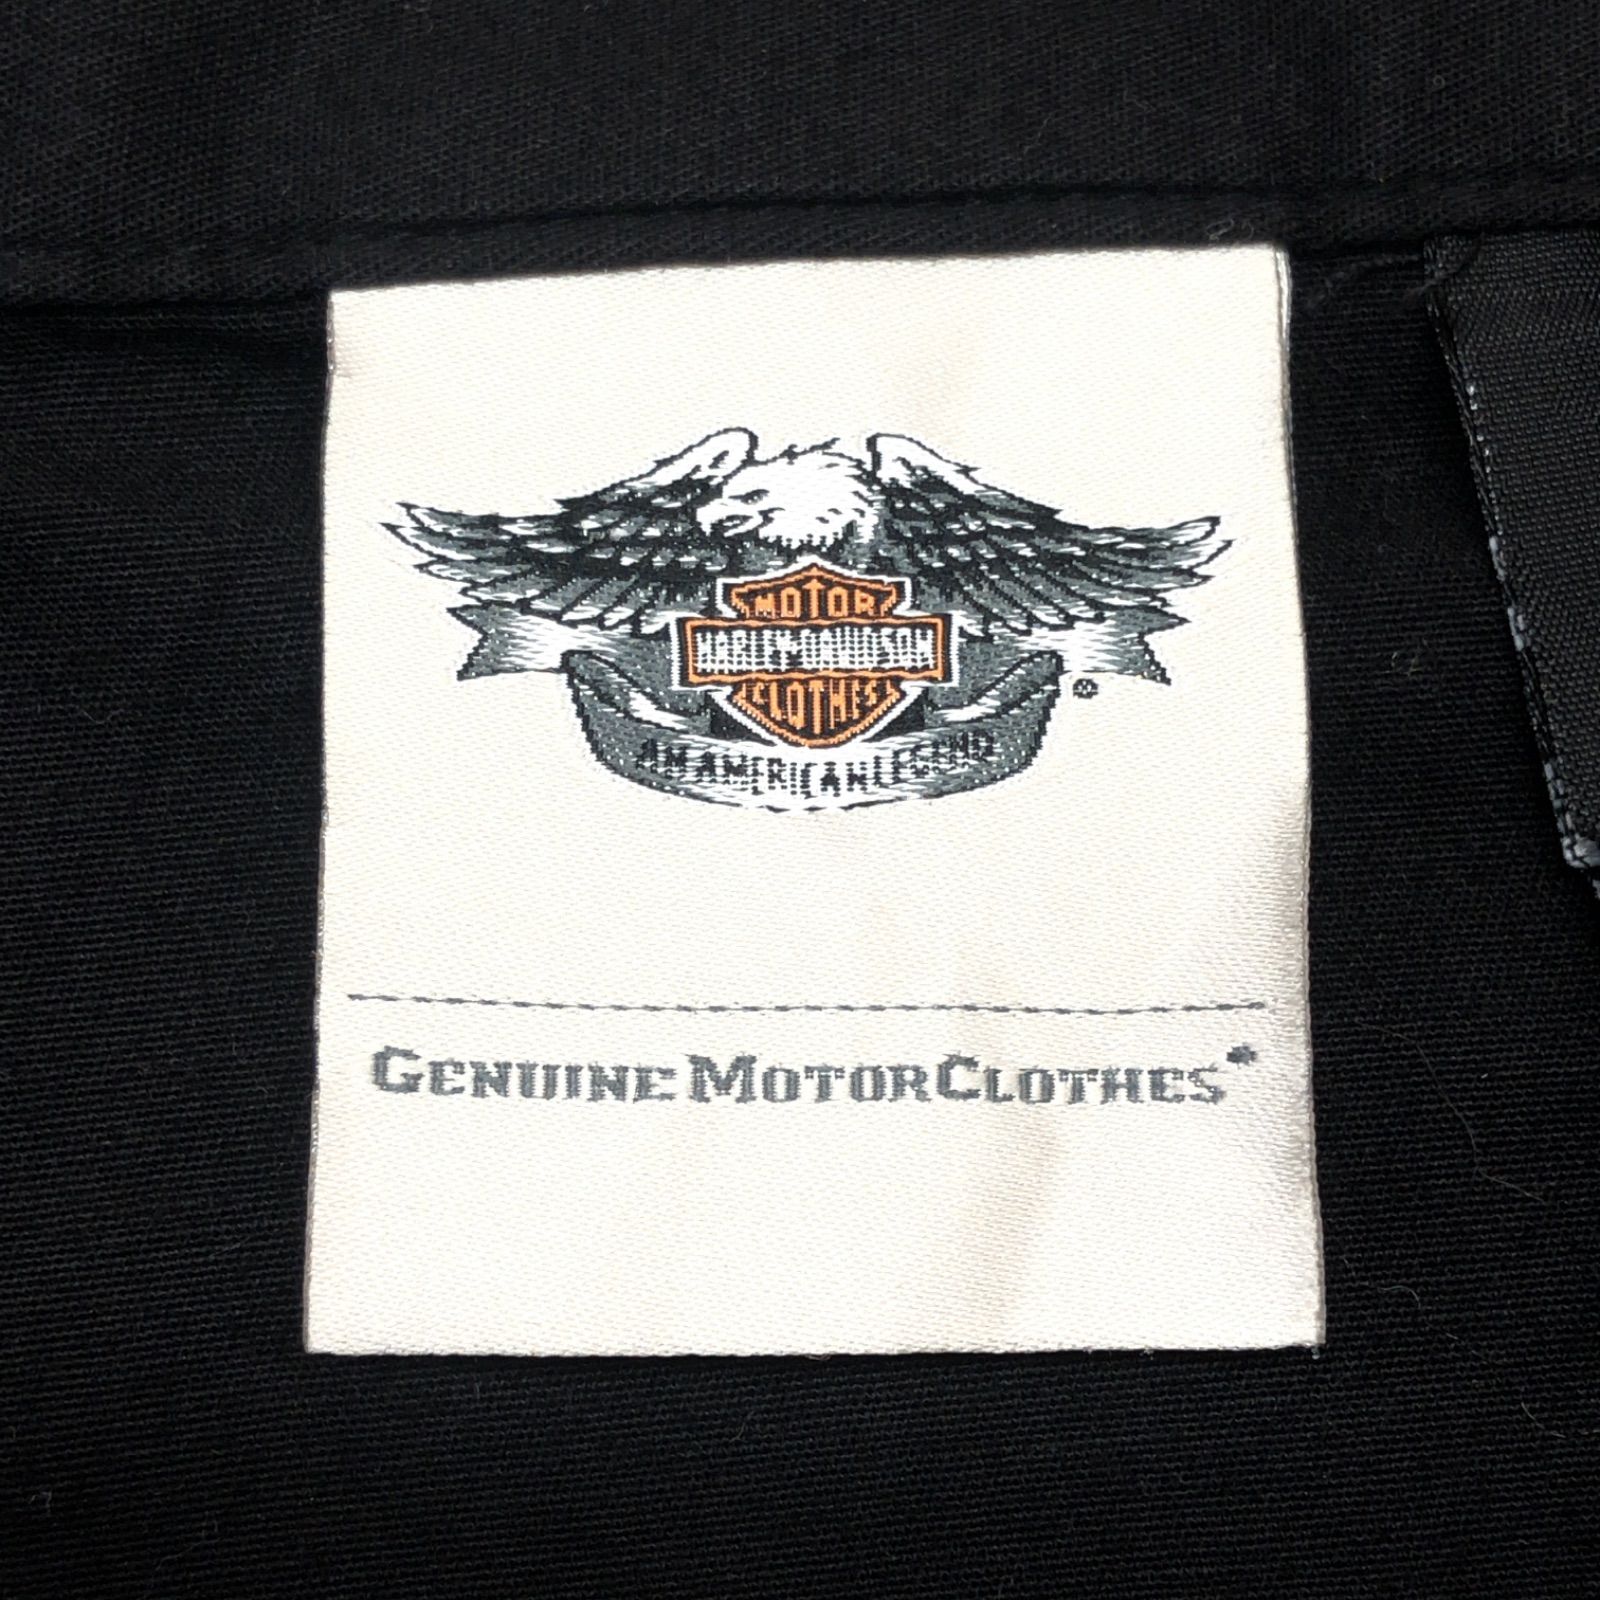 MOTOR
HARLEY-DAVIDSON
CLOTHES
®
AN AMERICAN LEGEND
GENUINE MOTORCLOTHES®